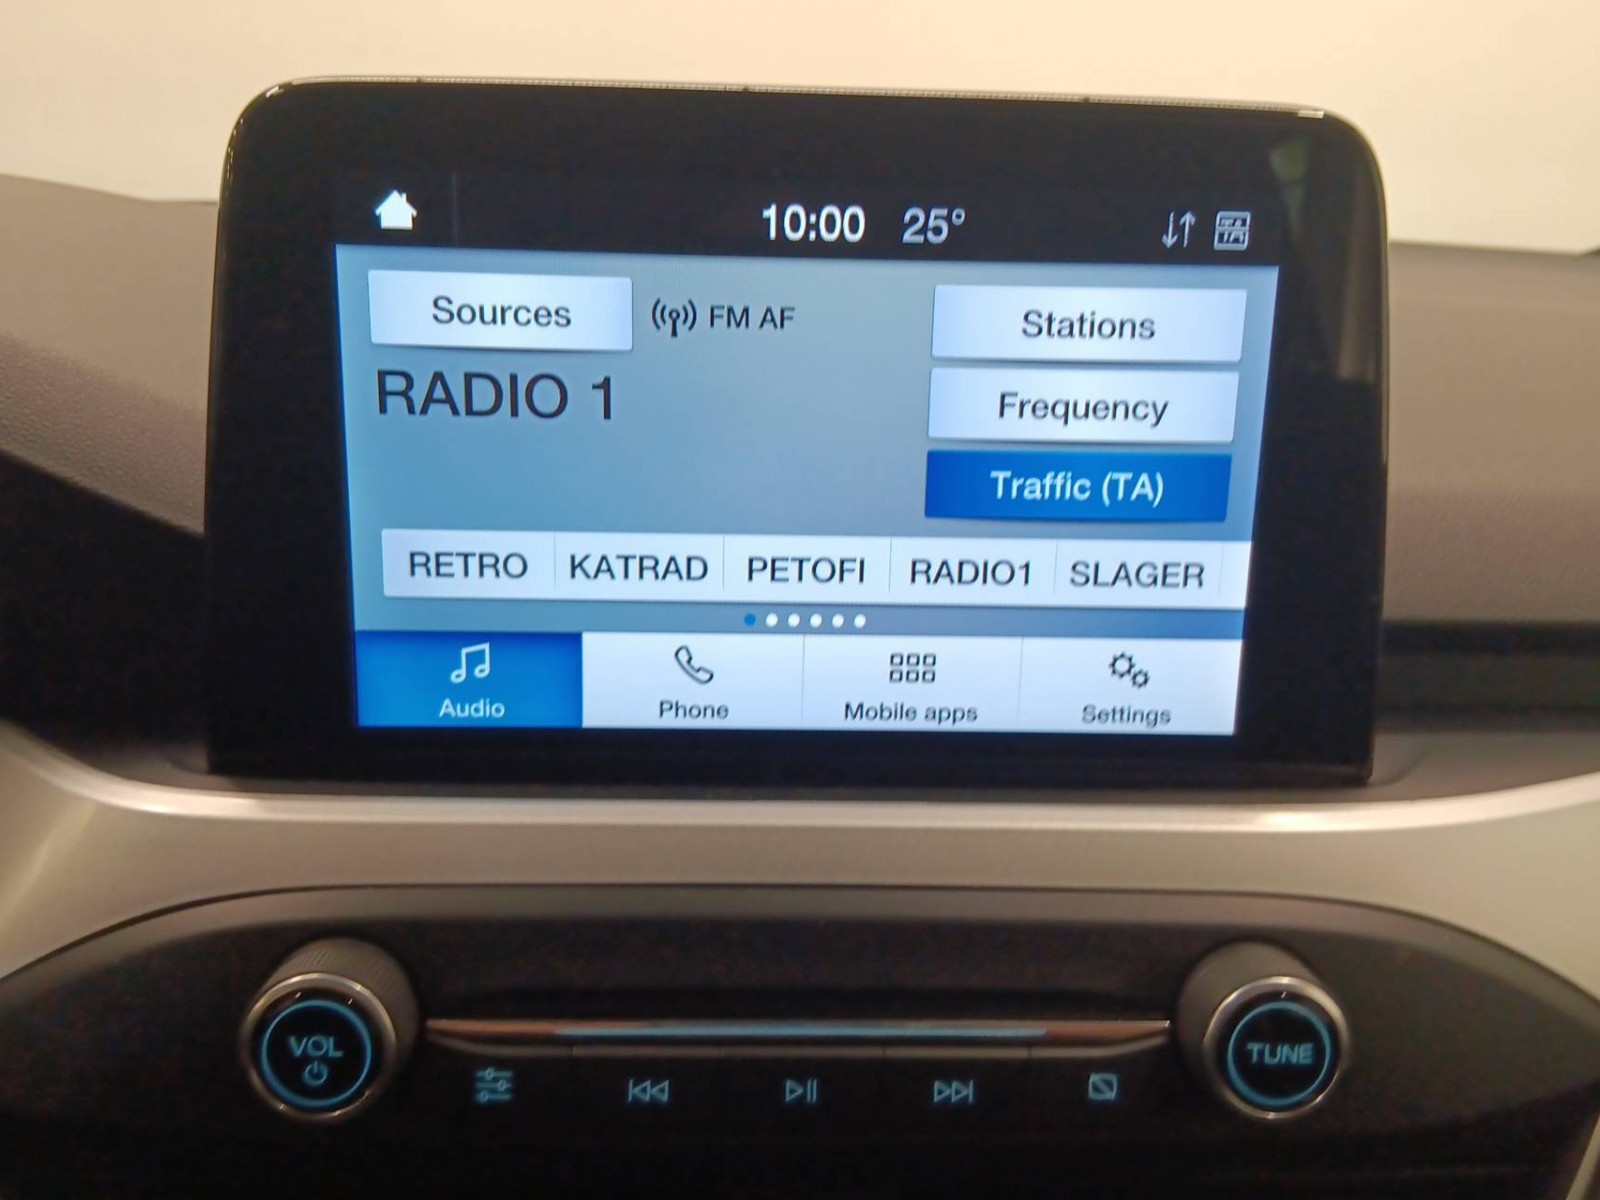 10:00 25°
Sources FM AF Stations
RADIO 1
Frequency
Traffic (TA)
RETRO KATRAD PETOFI RADIO1 SLAGER
Audio Phone Mobile apps Settings
VOL TUNE